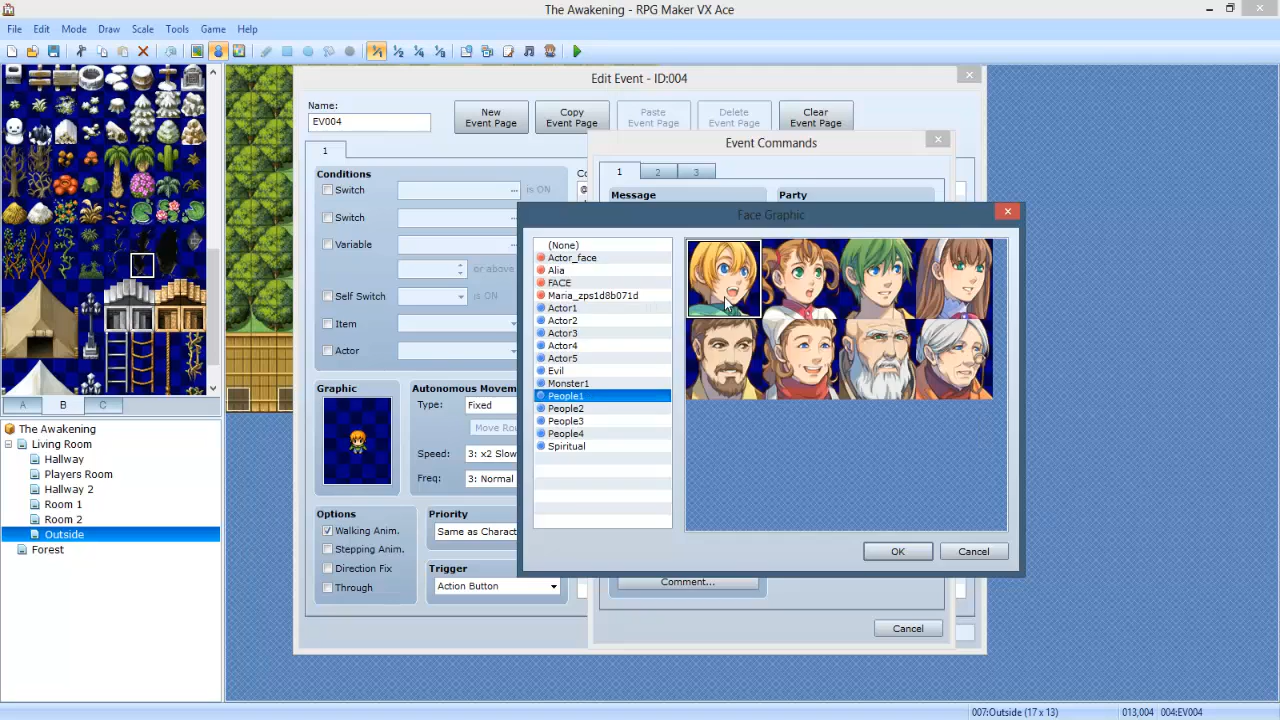 The Awakening - RPG Maker VX Ace
File Edit Mode Draw Scale Tools Game Help
Edit Event - ID:004
Name:
EV004
New Event Page
Copy Event Page
Paste Event Page
Delete Event Page
Clear Event Page
1
Conditions
Switch ... is ON
Switch ...
Variable ...
or above
Self Switch is ON
Item
Actor
Graphic
Autonomous Movem
Type: Fixed
Move Rou
Speed: 3: x2 Slow
Freq: 3: Normal
Options
Walking Anim.
Stepping Anim.
Direction Fix
Through
Priority
Same as Charact
Trigger
Action Button
Event Commands
1 2 3
Message
Party
Comment...
Cancel
Face Graphic
(None)
Actor_face
Alia
FACE
Maria_zps1d8b071d
Actor1
Actor2
Actor3
Actor4
Actor5
Evil
Monster1
People1
People2
People3
People4
Spiritual
OK
Cancel
A B C
The Awakening
Living Room
Hallway
Players Room
Hallway 2
Room 1
Room 2
Outside
Forest
007:Outside (17 x 13) 013,004 004:EV004